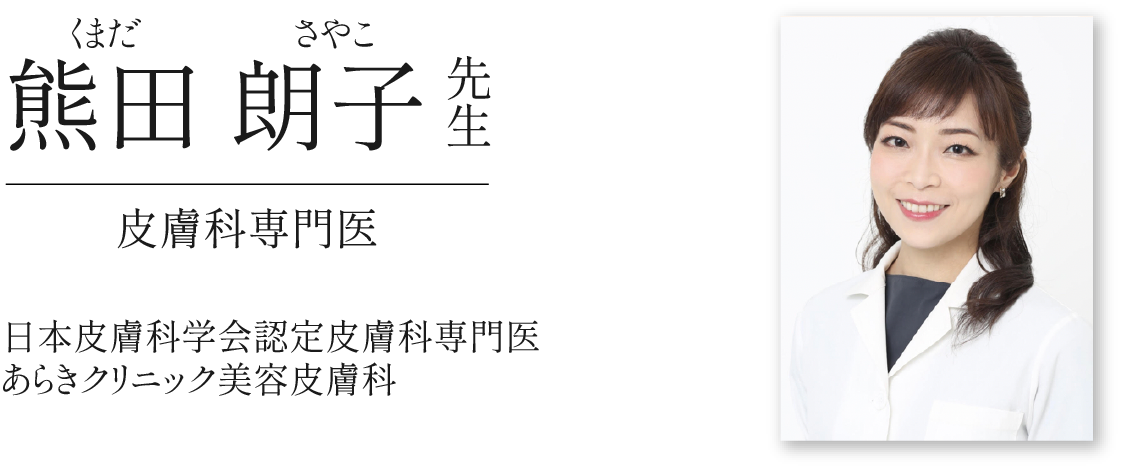 くまだ さやこ
熊田 朗子 先生
皮膚科専門医
日本皮膚科学会認定皮膚科専門医
あらきクリニック美容皮膚科